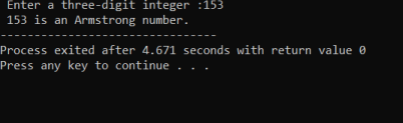 Enter a three-digit integer :153
153 is an Armstrong number.
--------------------------------
Process exited after 4.671 seconds with return value 0
Press any key to continue . . .